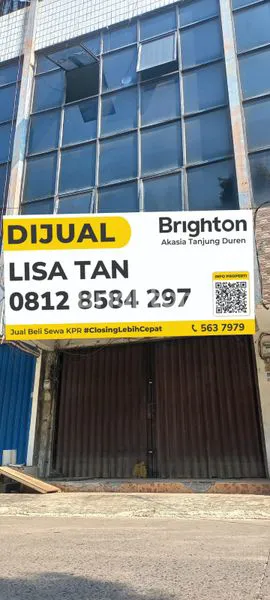 DIJUAL
Brighton
Akasia Tanjung Duren
LISA TAN
0812 8584 297
INFO PROPERTI
Jual Beli Sewa KPR #ClosingLebihCepat
563 7979